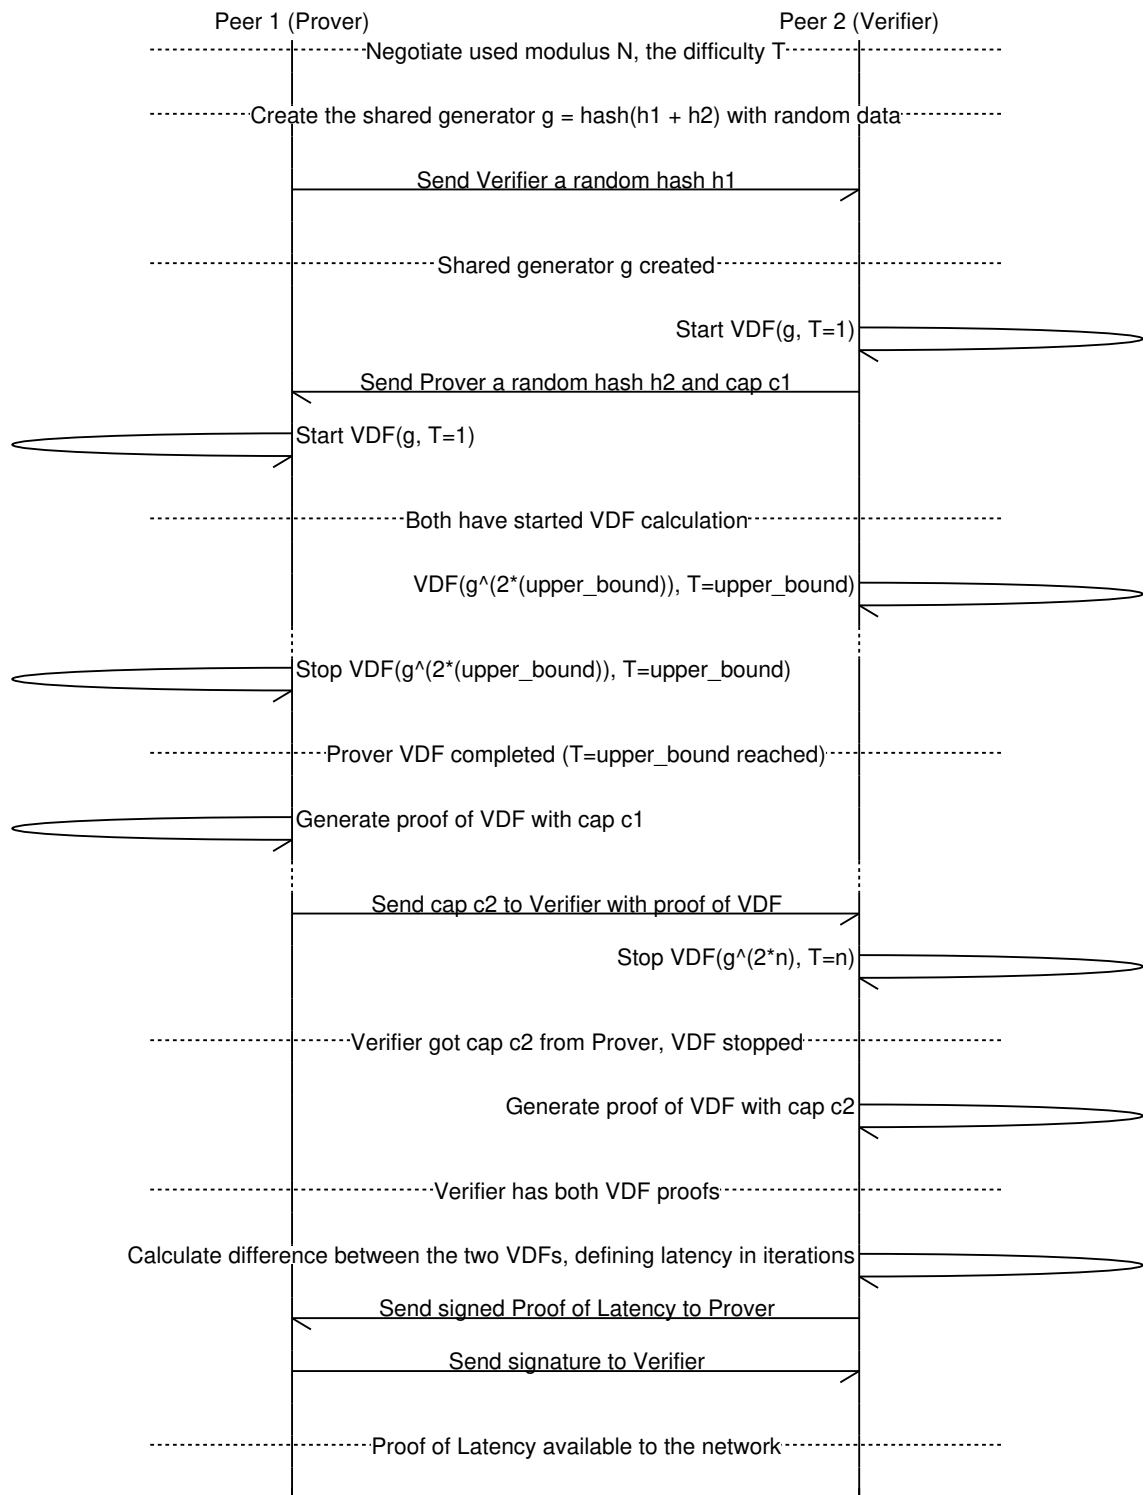 Peer 1 (Prover)
Peer 2 (Verifier)
Negotiate used modulus N, the difficulty T
Create the shared generator g = hash(h1 + h2) with random data
Send Verifier a random hash h1
Shared generator g created
Start VDF(g, T=1)
Send Prover a random hash h2 and cap c1
Start VDF(g, T=1)
Both have started VDF calculation
VDF(g^(2*(upper_bound)), T=upper_bound)
Stop VDF(g^(2*(upper_bound)), T=upper_bound)
Prover VDF completed (T=upper_bound reached)
Generate proof of VDF with cap c1
Send cap c2 to Verifier with proof of VDF
Stop VDF(g^(2*n), T=n)
Verifier got cap c2 from Prover, VDF stopped
Generate proof of VDF with cap c2
Verifier has both VDF proofs
Calculate difference between the two VDFs, defining latency in iterations
Send signed Proof of Latency to Prover
Send signature to Verifier
Proof of Latency available to the network